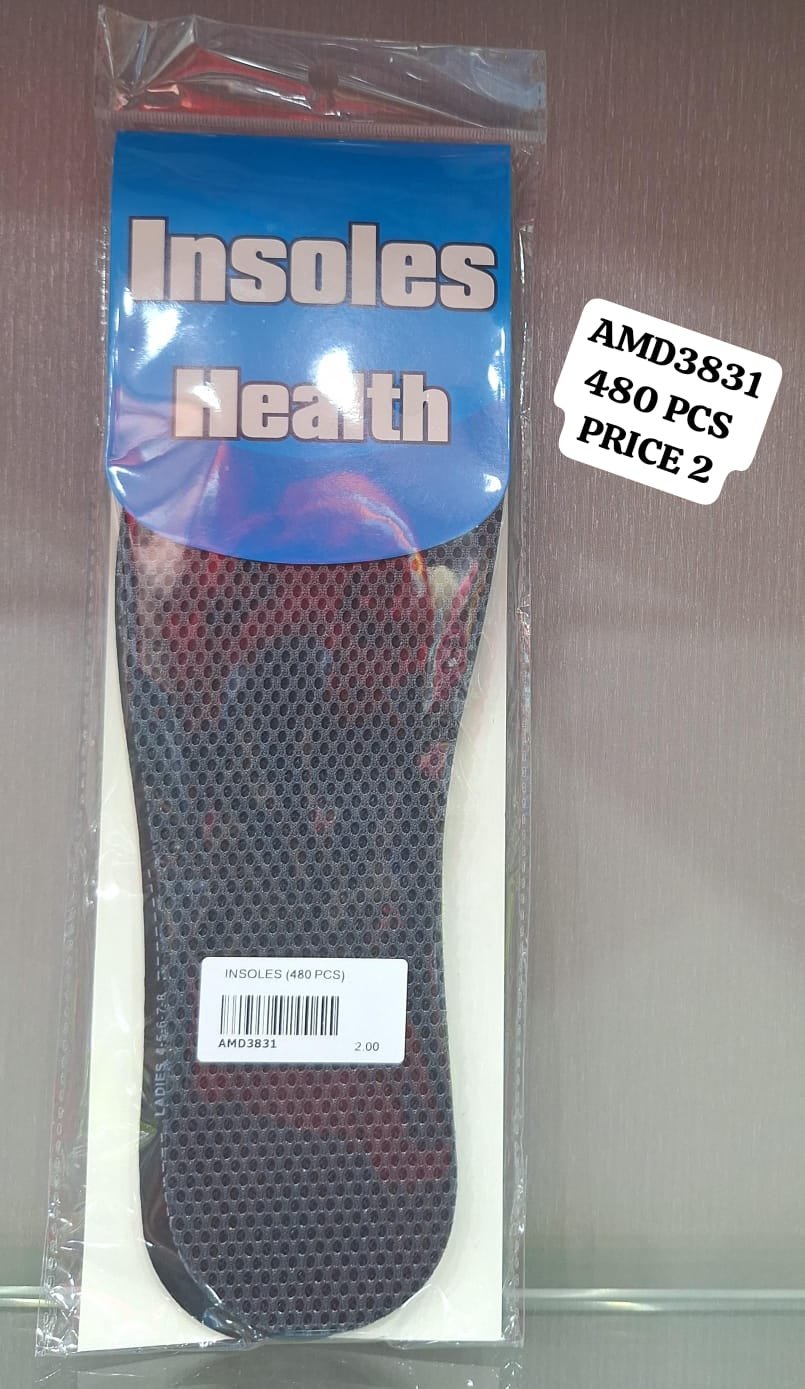 Insoles
Health
AMD3831
480 PCS
PRICE 2
INSOLES (480 PCS)
AMD3831 2.00
LADIES 4-5-6-7-8